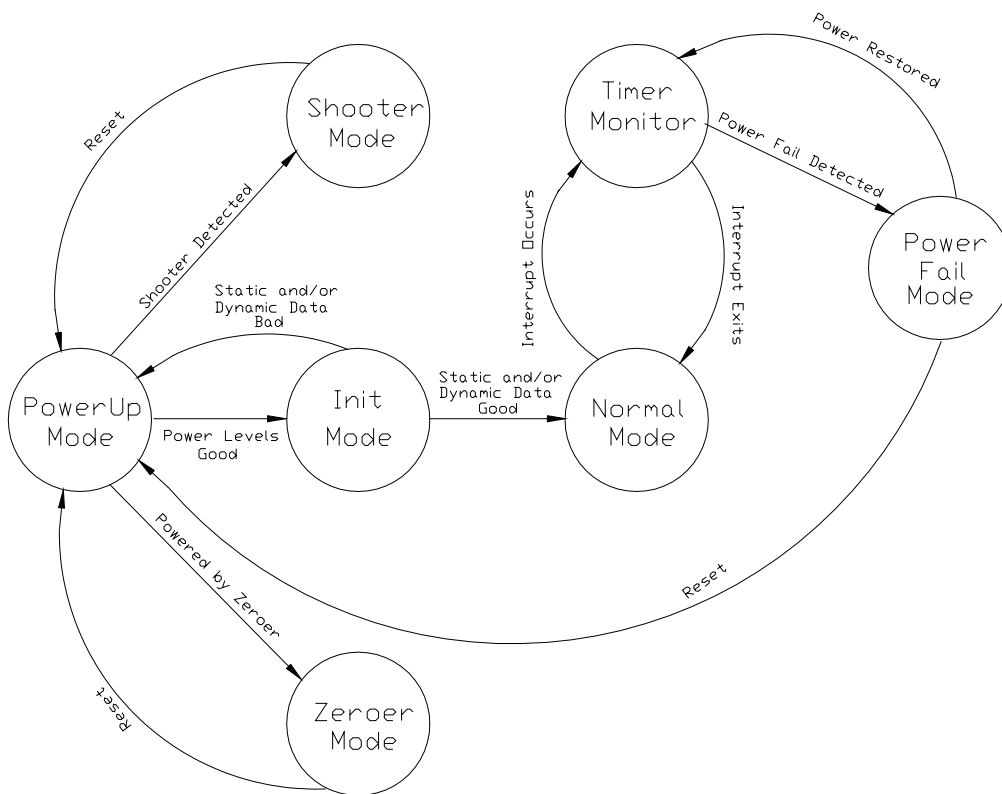 Shooter
Mode
Timer
Monitor
Power Restored
Reset
Power Fail Detected
Shooter Detected
Interrupt Occurs
Interrupt Exits
Power
Fail
Mode
Static and/or
Dynamic Data
Bad
PowerUp
Mode
Init
Mode
Static and/or
Dynamic Data
Good
Normal
Mode
Power Levels
Good
Powered by Zeroer
Reset
Reset
Zeroer
Mode